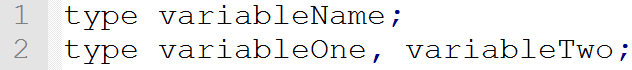 1 type variableName;
2 type variableOne, variableTwo;